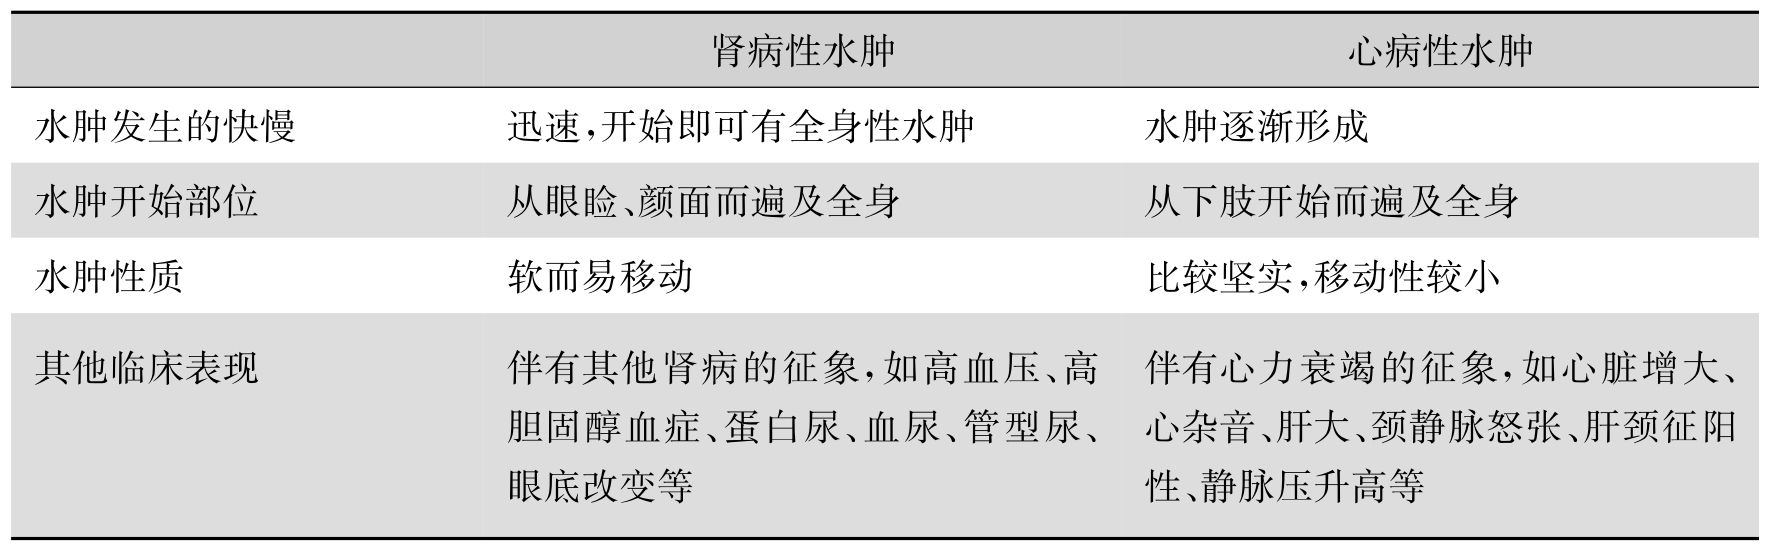 肾病性水肿 心病性水肿
水肿发生的快慢 迅速,开始即可有全身性水肿 水肿逐渐形成
水肿开始部位 从眼睑、颜面而遍及全身 从下肢开始而遍及全身
水肿性质 软而易移动 比较坚实,移动性较小
其他临床表现 伴有其他肾病的征象,如高血压、高 伴有心力衰竭的征象,如心脏增大、
胆固醇血症、蛋白尿、血尿、管型尿、 心杂音、肝大、颈静脉怒张、肝颈征阳
眼底改变等 性、静脉压升高等